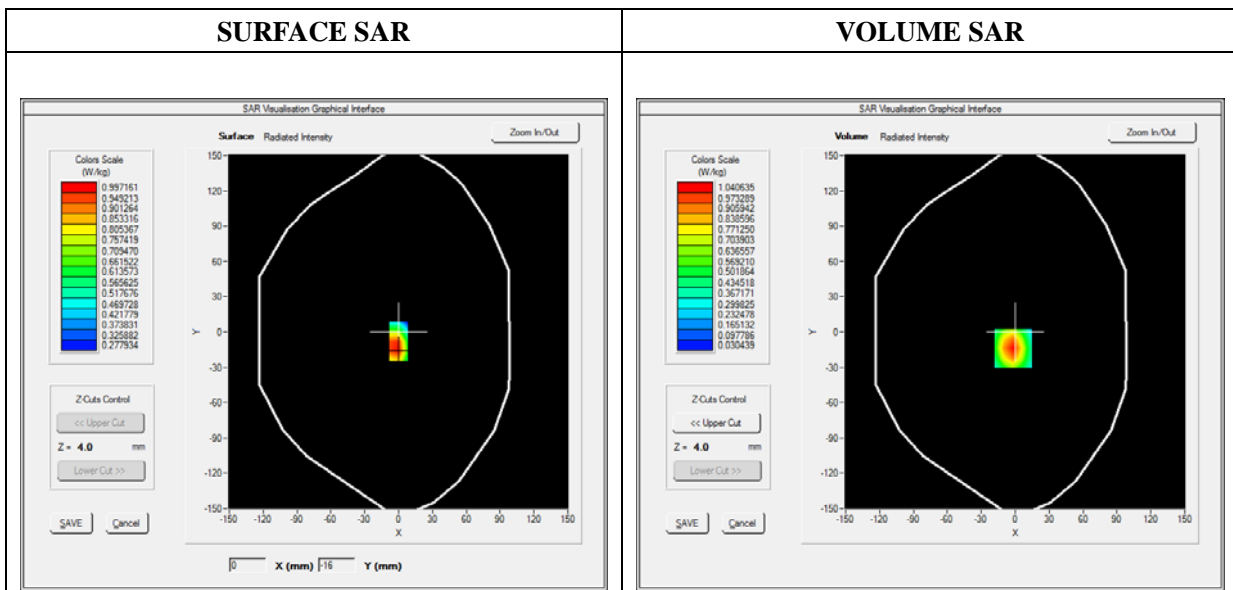 SURFACE SAR
VOLUME SAR
SAR Visualisation Graphical Interface
Surface Radiated Intensity
Zoom In/Out
Colors Scale
(W/kg)
0.997161
0.949213
0.901264
0.853316
0.805367
0.757419
0.709470
0.661522
0.613573
0.565625
0.517676
0.469728
0.421779
0.373831
0.325882
0.277934
150
120
90
60
30
0
-30
-60
-90
-120
-150
Y
-150 -120 -90 -60 -30 0 30 60 90 120 150
X
Z-Cuts Control
<< Upper Cut
Z = 4.0 mm
Lower Cut >>
SAVE Cancel
0 X (mm) -16 Y (mm)
SAR Visualisation Graphical Interface
Volume Radiated Intensity
Zoom In/Out
Colors Scale
(W/kg)
1.040635
0.973289
0.905942
0.838596
0.771250
0.703903
0.636557
0.569210
0.501864
0.434518
0.367171
0.299825
0.232478
0.165132
0.097786
0.030439
150
120
90
60
30
0
-30
-60
-90
-120
-150
Y
-150 -120 -90 -60 -30 0 30 60 90 120 150
X
Z-Cuts Control
<< Upper Cut
Z = 4.0 mm
Lower Cut >>
SAVE Cancel